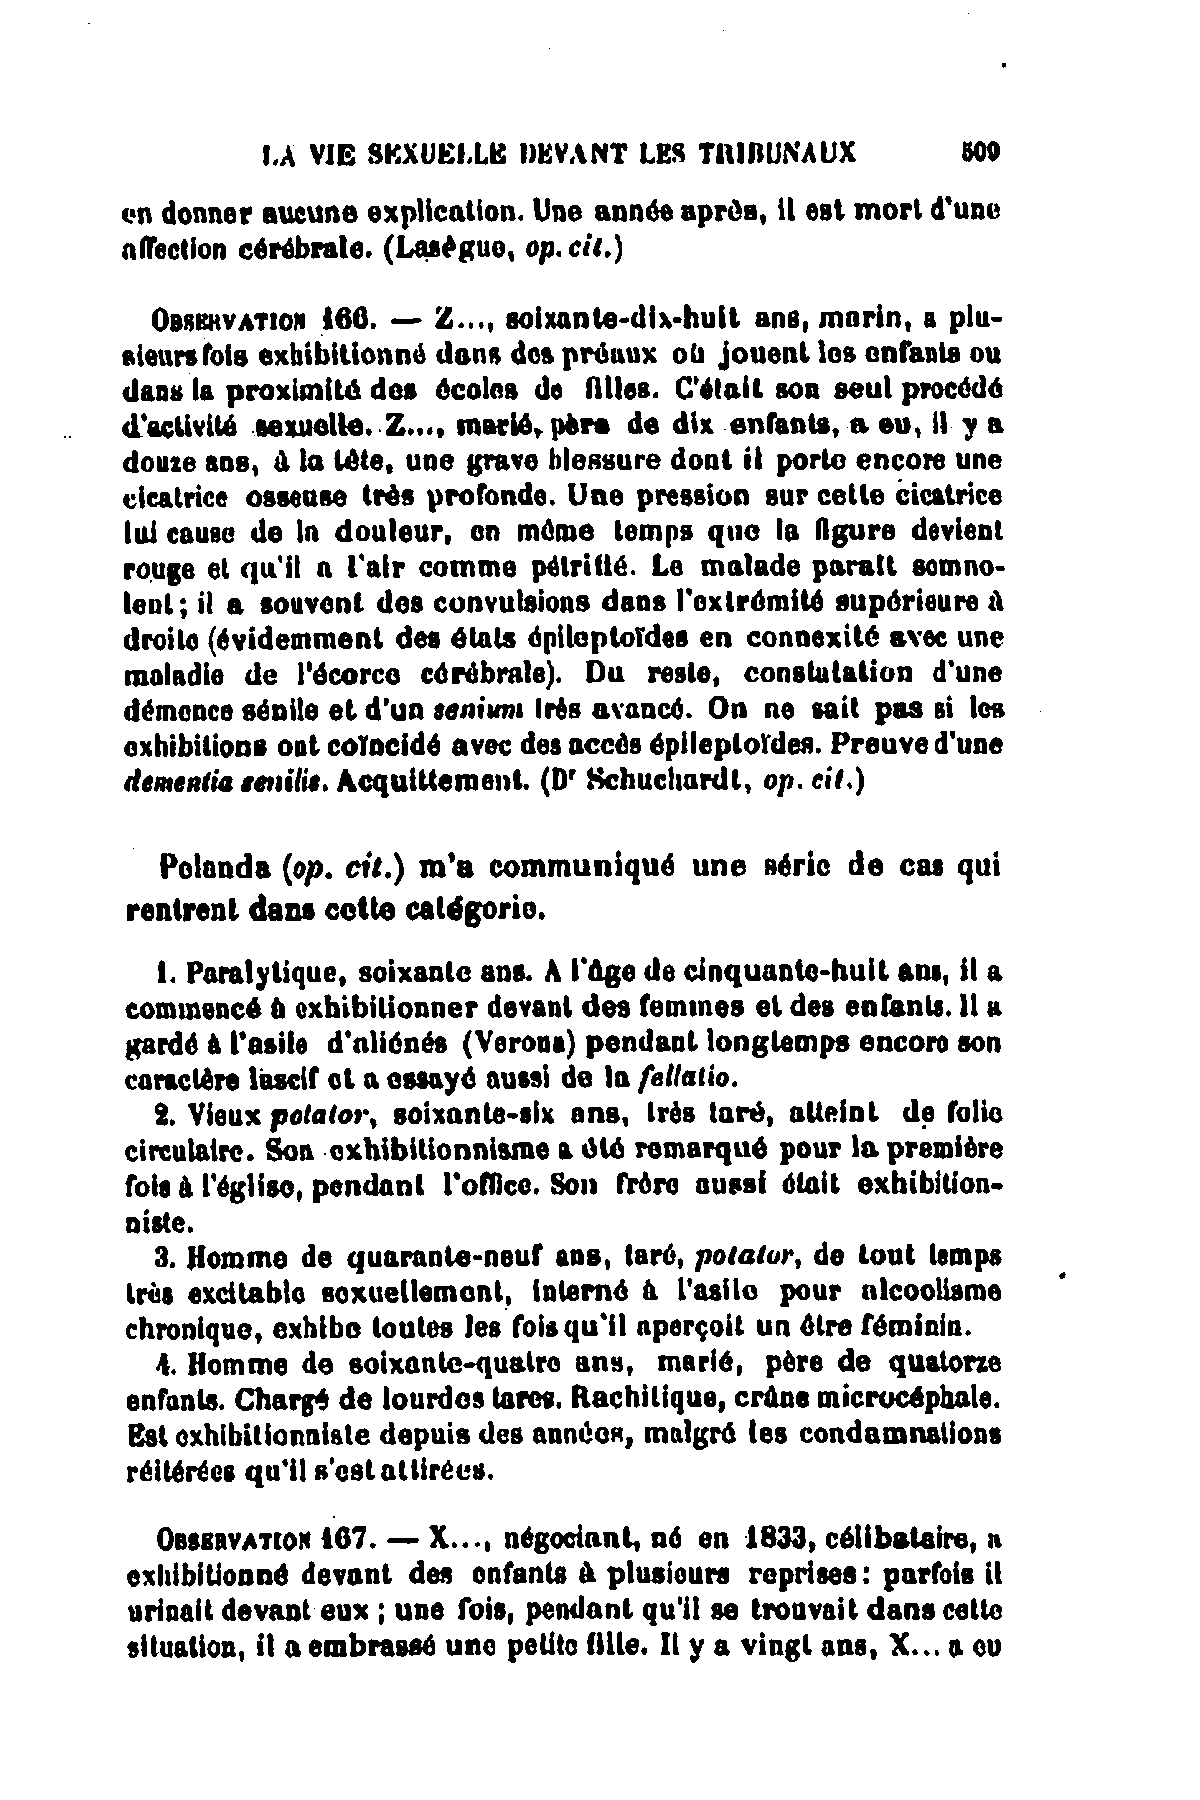 LA VIE SEXUELLE DEVANT LES TRIBUNAUX 509
en donner aucune explication. Une année après, il est mort d'une
affection cérébrale. (Lasègue, op. cit.)
OBSERVATION 166. — Z..., soixante-dix-huit ans, marin, a plu-
sieurs fois exhibitionné dans des préaux où jouent les enfants ou
dans la proximité des écoles de filles. C'était son seul procédé
d'activité sexuelle. Z..., marié, père de dix enfants, a eu, il y a
douze ans, à la tête, une grave blessure dont il porte encore une
cicatrice osseuse très profonde. Une pression sur cette cicatrice
lui cause de la douleur, en même temps que la figure devient
rouge et qu'il a l'air comme pétrifié. Le malade paraît somno-
lent; il a souvent des convulsions dans l'extrémité supérieure à
droite (évidemment des états épileptoïdes en connexité avec une
maladie de l'écorce cérébrale). Du reste, constatation d'une
démence sénile et d'un senium très avancé. On ne sait pas si les
exhibitions ont coïncidé avec des accès épileptoïdes. Preuve d'une
dementia senilis. Acquittement. (Dr Schuchardt, op. cit.)
Pelanda (op. cit.) m'a communiqué une série de cas qui
rentrent dans cette catégorie.
1. Paralytique, soixante ans. A l'âge de cinquante-huit ans, il a
commencé à exhibitionner devant des femmes et des enfants. Il a
gardé à l'asile d'aliénés (Verona) pendant longtemps encore son
caractère lascif et a essayé aussi de la fellatio.
2. Vieux potator, soixante-six ans, très taré, atteint de folie
circulaire. Son exhibitionnisme a été remarqué pour la première
fois à l'église, pendant l'office. Son frère aussi était exhibition-
niste.
3. Homme de quarante-neuf ans, taré, potator, de tout temps
très excitable sexuellement, interné à l'asile pour alcoolisme
chronique, exhibe toutes les fois qu'il aperçoit un être féminin.
4. Homme de soixante-quatre ans, marié, père de quatorze
enfants. Chargé de lourdes tares. Rachitique, crâne microcéphale.
Est exhibitionniste depuis des années, malgré les condamnations
réitérées qu'il s'est attirées.
OBSERVATION 167. — X..., négociant, né en 1833, célibataire, a
exhibitionné devant des enfants à plusieurs reprises: parfois il
urinait devant eux; une fois, pendant qu'il se trouvait dans cette
situation, il a embrassé une petite fille. Il y a vingt ans, X... a eu